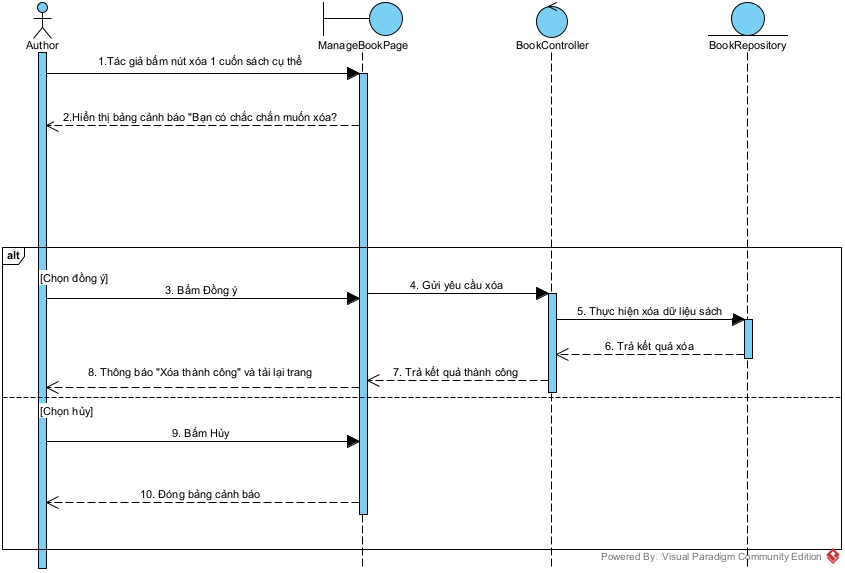 Author
ManageBookPage
BookController
BookRepository
1.Tác giả bấm nút xóa 1 cuốn sách cụ thể
2.Hiển thị bảng cảnh báo "Bạn có chắc chắn muốn xóa?
alt
[Chọn đồng ý]
3. Bấm Đồng ý
4. Gửi yêu cầu xóa
5. Thực hiện xóa dữ liệu sách
6. Trả kết quả xóa
7. Trả kết quả thành công
8. Thông báo "Xóa thành công" và tải lại trang
[Chọn hủy]
9. Bấm Hủy
10. Đóng bảng cảnh báo
Powered By Visual Paradigm Community Edition